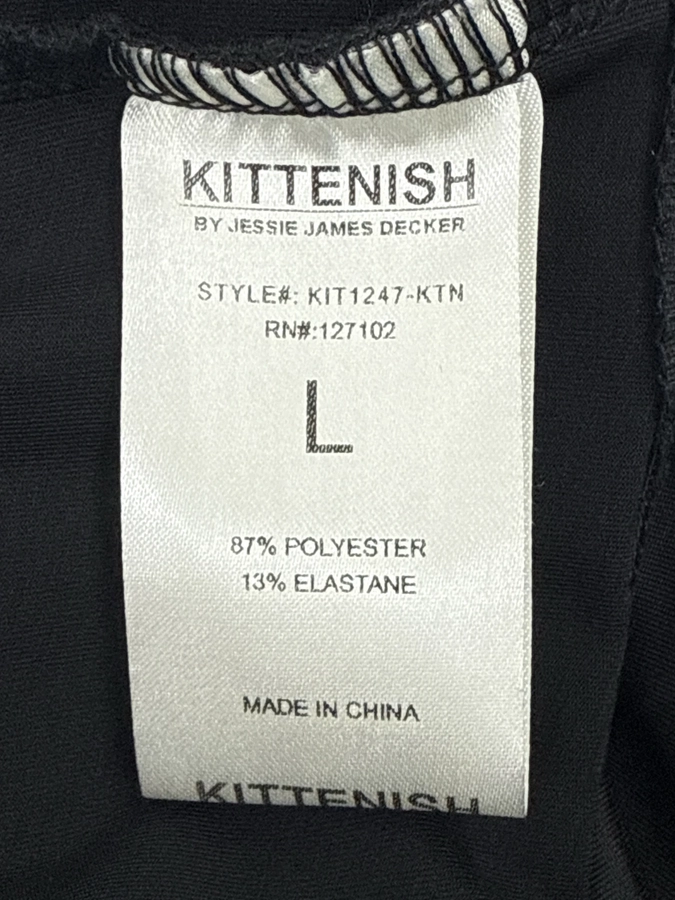 KITTENISH
BY JESSIE JAMES DECKER
STYLE#: KIT1247-KTN
RN#:127102
L
87% POLYESTER
13% ELASTANE
MADE IN CHINA
KITTENISH